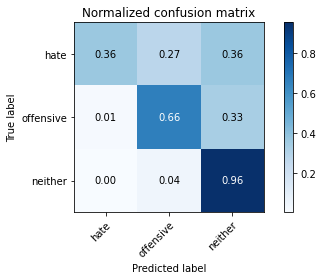 Normalized confusion matrix
True label
hate 0.36 0.27 0.36
offensive 0.01 0.66 0.33
neither 0.00 0.04 0.96
hate offensive neither
Predicted label
0.8
0.6
0.4
0.2